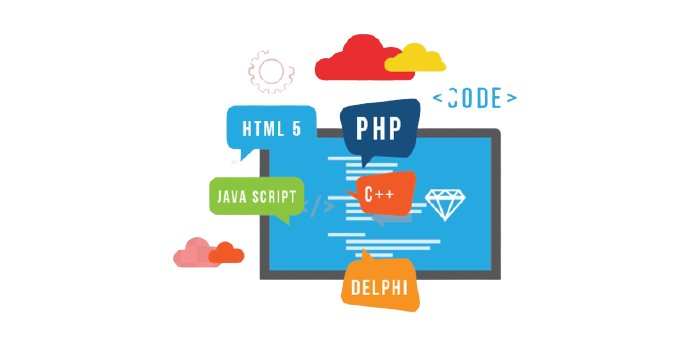 <CODE>
HTML 5
PHP
JAVA SCRIPT
C++
</>
DELPHI